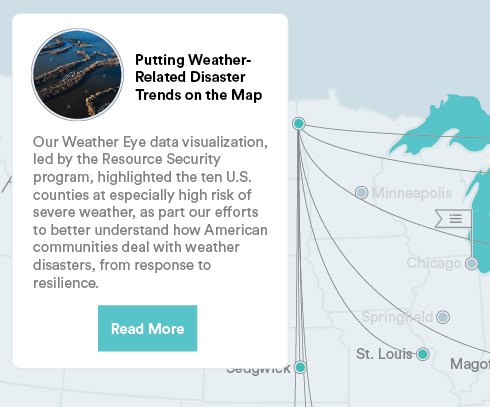 Putting Weather-
Related Disaster
Trends on the Map
Our Weather Eye data visualization,
led by the Resource Security
program, highlighted the ten U.S.
counties at especially high risk of
severe weather, as part our efforts
to better understand how American
communities deal with weather
disasters, from response to
resilience.
Read More
Minneapolis
Chicago
Springfield
St. Louis
Sedgwick